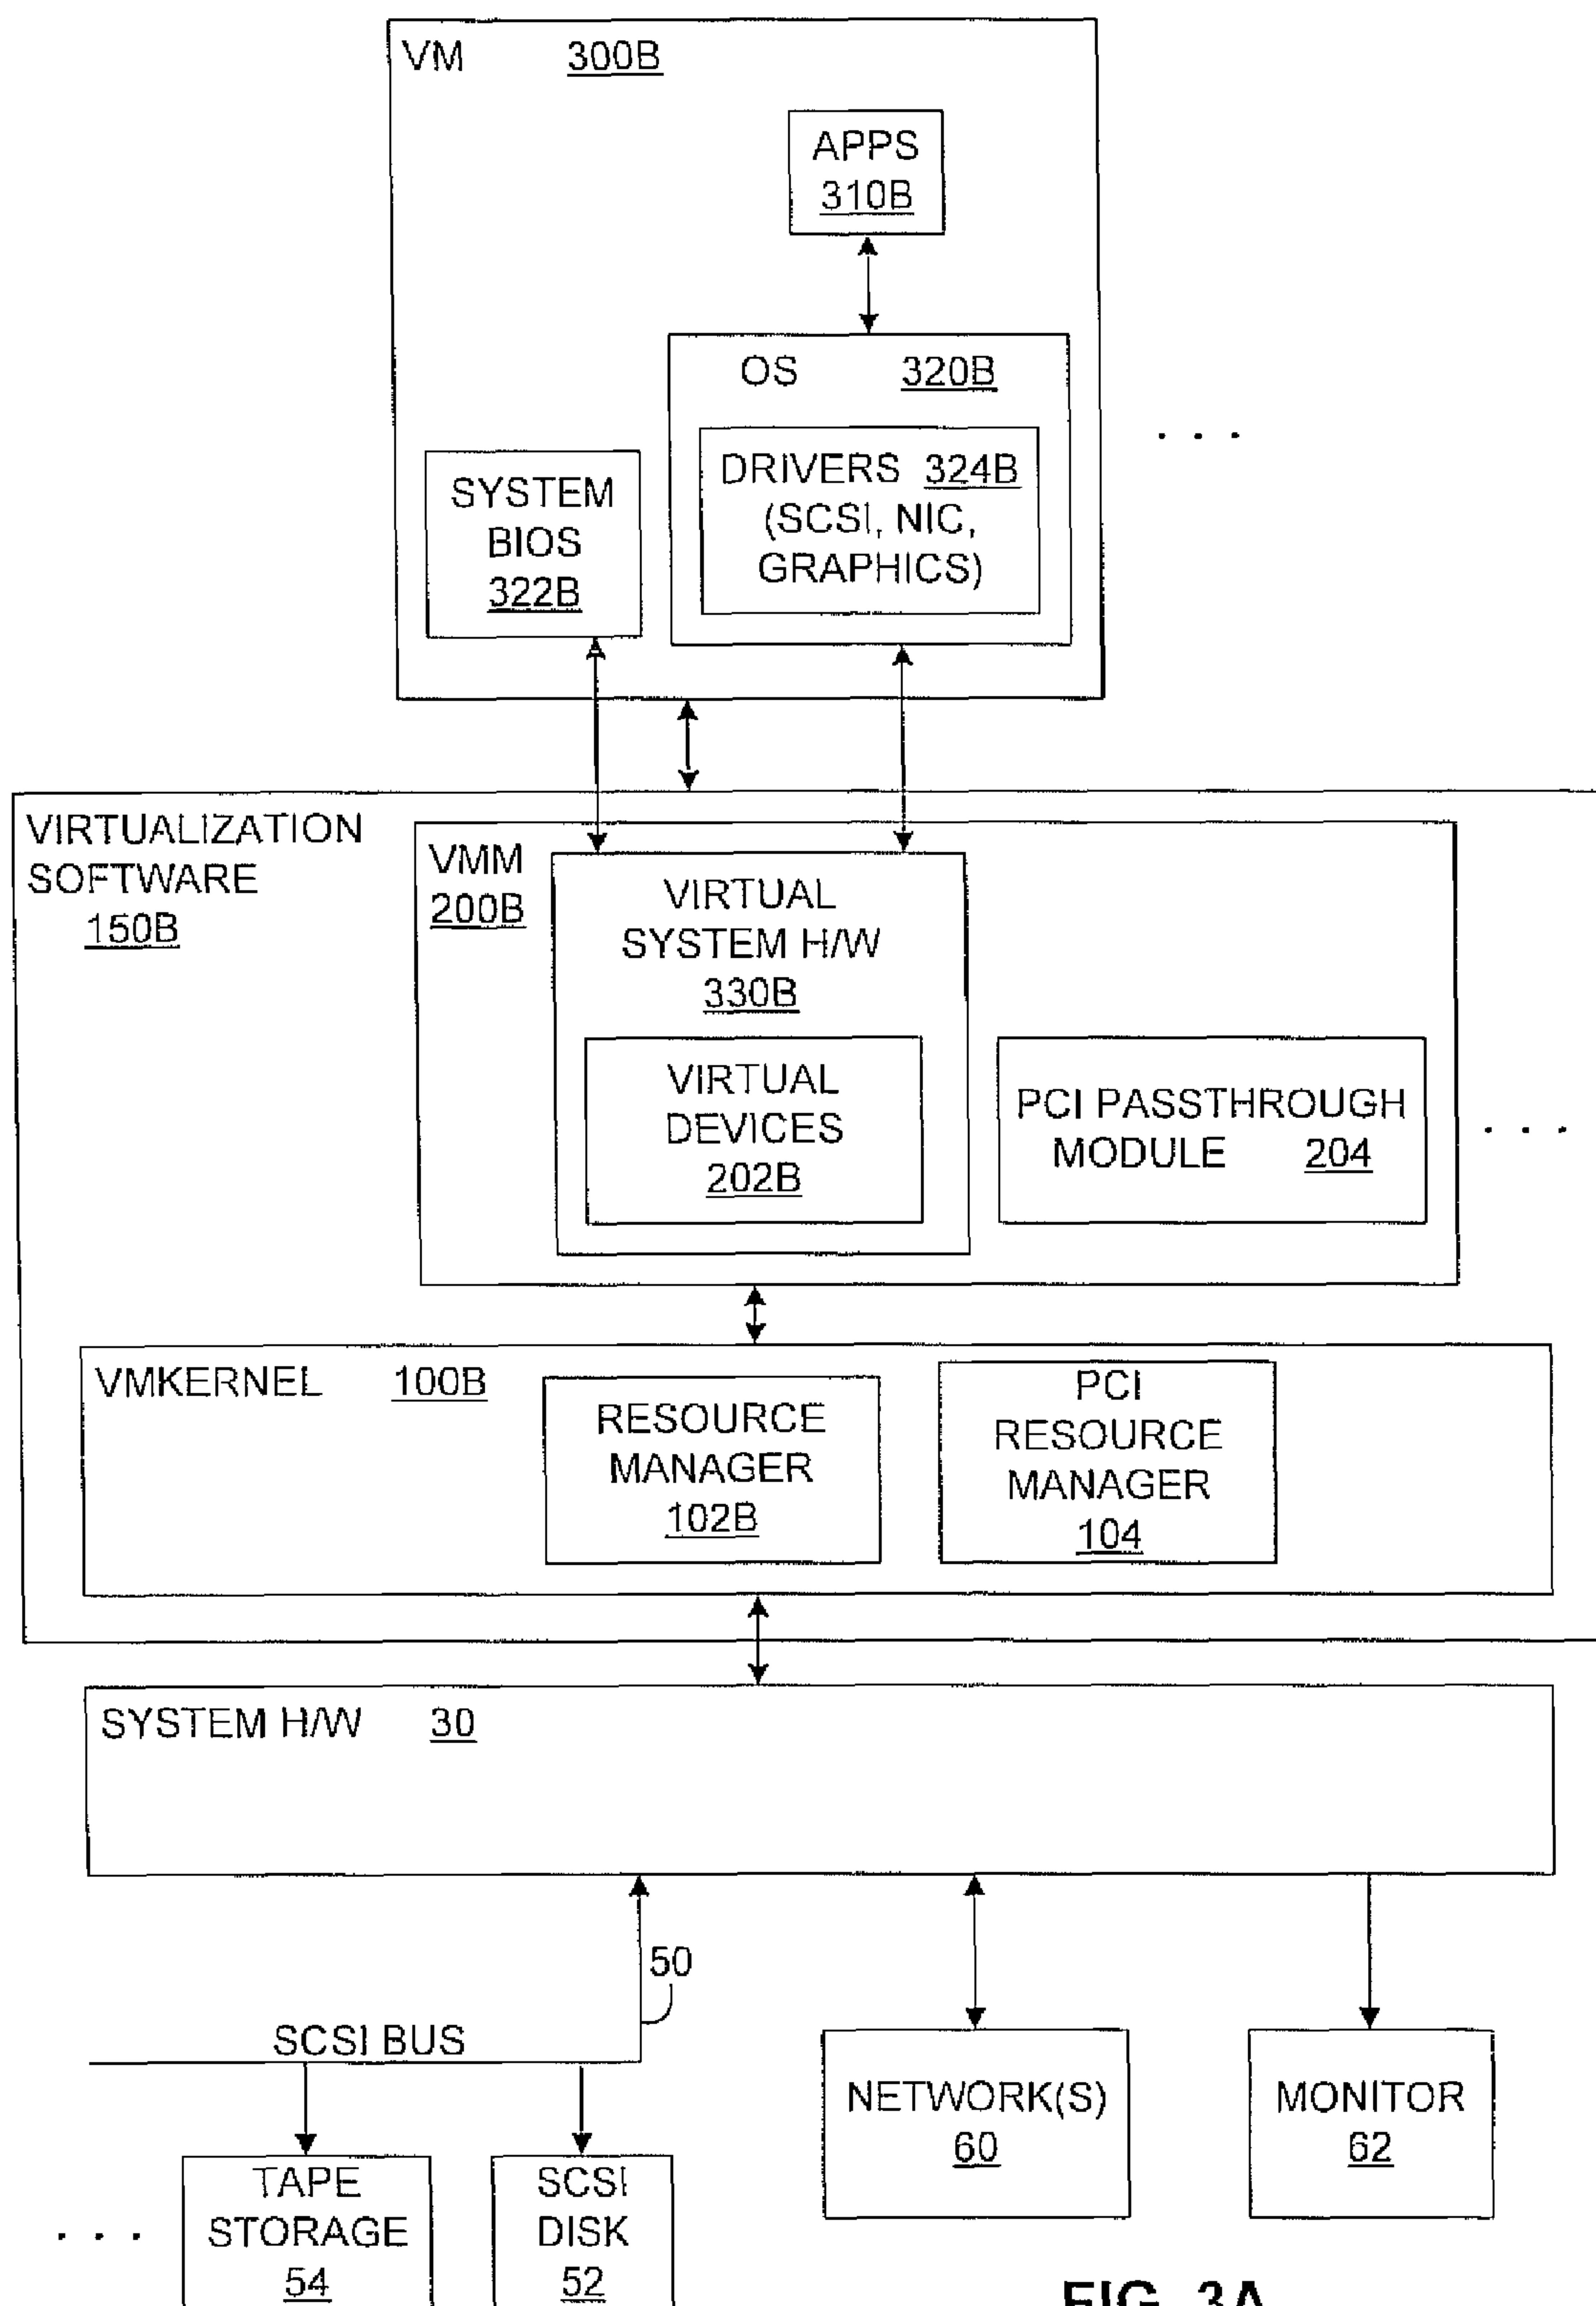 VM 300B
APPS
310B
OS 320B
DRIVERS 324B
(SCSI, NIC,
GRAPHICS)
SYSTEM
BIOS
322B
. . .
VIRTUALIZATION
SOFTWARE
150B
VMM
200B
VIRTUAL
SYSTEM H/W
330B
VIRTUAL
DEVICES
202B
PCI PASSTHROUGH
MODULE 204
. . .
VMKERNEL 100B
RESOURCE
MANAGER
102B
PCI
RESOURCE
MANAGER
104
SYSTEM H/W 30
50
SCSI BUS
NETWORK(S)
60
MONITOR
62
. . .
TAPE
STORAGE
54
SCSI
DISK
52
FIG. 3A